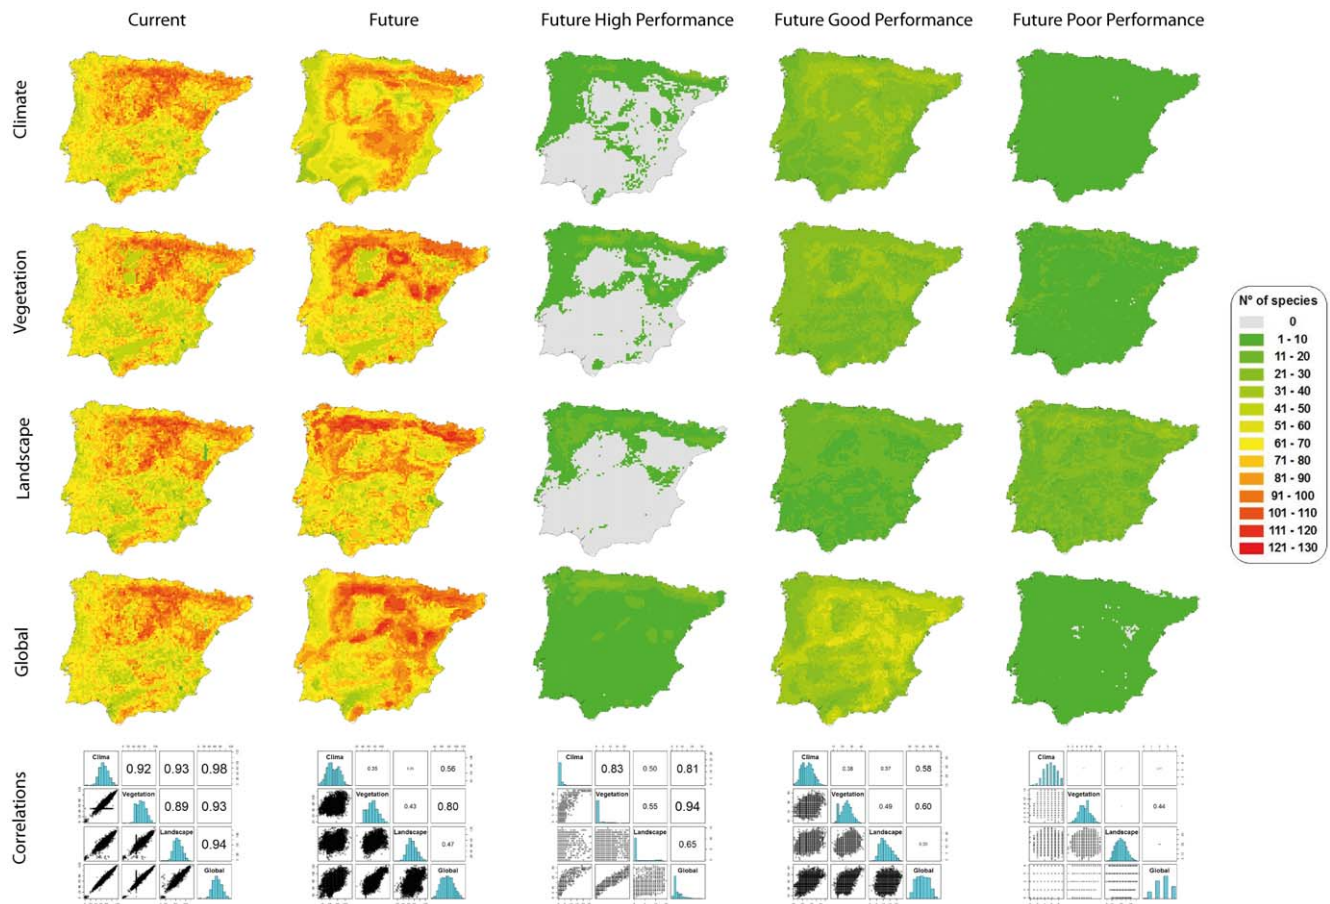 Current Future Future High Performance Future Good Performance Future Poor Performance
Climate
Vegetation
Landscape
Global
Correlations
Nº of species
0
1 - 10
11 - 20
21 - 30
31 - 40
41 - 50
51 - 60
61 - 70
71 - 80
81 - 90
91 - 100
101 - 110
111 - 120
121 - 130
Clima 0.92 0.93 0.98
Vegetation 0.89 0.93
Landscape 0.94
Global
Clima 0.35 0.56
Vegetation 0.43 0.80
Landscape 0.47
Global
Clima 0.83 0.50 0.81
Vegetation 0.55 0.94
Landscape 0.65
Global
Clima 0.38 0.37 0.58
Vegetation 0.49 0.60
Landscape
Global
Clima
Vegetation 0.44
Landscape
Global